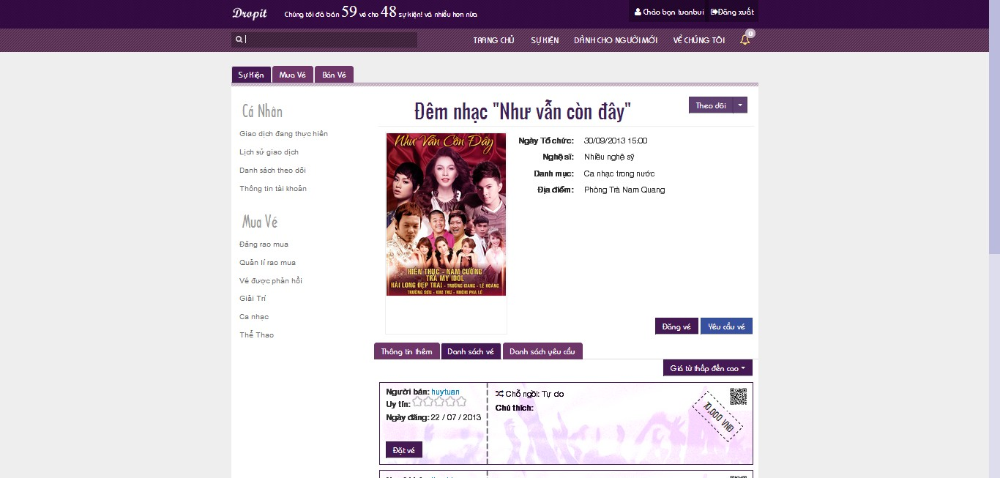 Dropit
Chúng tôi đã bán 59 vé cho 48 sự kiện! và nhiều hơn nữa
Chào bạn tuanbui
Đăng xuất
TRANG CHỦ
SỰ KIỆN
DÀNH CHO NGƯỜI MỚI
VỀ CHÚNG TÔI
0
Sự Kiện
Mua Vé
Bán Vé
Cá Nhân
Giao dịch đang thực hiện
Lịch sử giao dịch
Danh sách theo dõi
Thông tin tài khoản
Mua Vé
Đăng rao mua
Quản lí rao mua
Vé được phản hồi
Giải Trí
Ca nhạc
Thể Thao
Đêm nhạc "Như vẫn còn đây"
Theo dõi
Như Vẫn Còn Đây
HIỀN THỤC - NAM CƯỜNG
TRÀ MY IDOL
HẢI LONG ĐẸP TRAI - TRƯỜNG GIANG - LÊ HOÀNG
TRƯỜNG SƠN - KIM THƯ - NHÓM PHA LÊ
Ngày Tổ chức: 30/09/2013 15:00
Nghệ sĩ: Nhiều nghệ sỹ
Danh mục: Ca nhạc trong nước
Địa điểm: Phòng Trà Nam Quang
Đăng vé
Yêu cầu vé
Thông tin thêm
Danh sách vé
Danh sách yêu cầu
Giá từ thấp đến cao
Người bán: huytuan
Uy tín:
Ngày đăng: 22 / 07 / 2013
Đặt vé
Chỗ ngồi: Tự do
Chú thích:
70,000 VNĐ